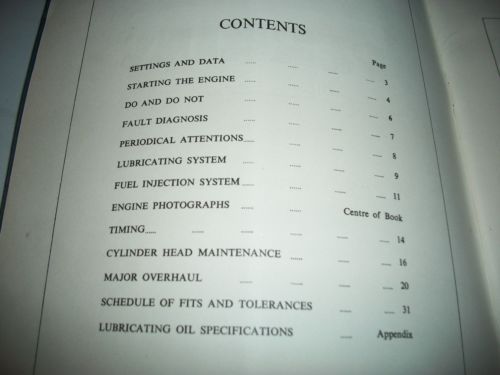 CONTENTS
Page
SETTINGS AND DATA ..... ..... ..... ..... 3
STARTING THE ENGINE ..... ..... ..... ..... 4
DO AND DO NOT ..... ..... ..... ..... 6
FAULT DIAGNOSIS ..... ..... ..... ..... 7
PERIODICAL ATTENTIONS..... ..... ..... ..... 8
LUBRICATING SYSTEM ..... ..... ..... ..... 9
FUEL INJECTION SYSTEM ..... ..... ..... ..... 11
ENGINE PHOTOGRAPHS ..... ..... Centre of Book
TIMING..... ..... ..... ..... ..... ..... 14
CYLINDER HEAD MAINTENANCE ..... ..... ..... 16
MAJOR OVERHAUL ..... ..... ..... ..... 20
SCHEDULE OF FITS AND TOLERANCES ..... ..... 31
LUBRICATING OIL SPECIFICATIONS ..... Appendix